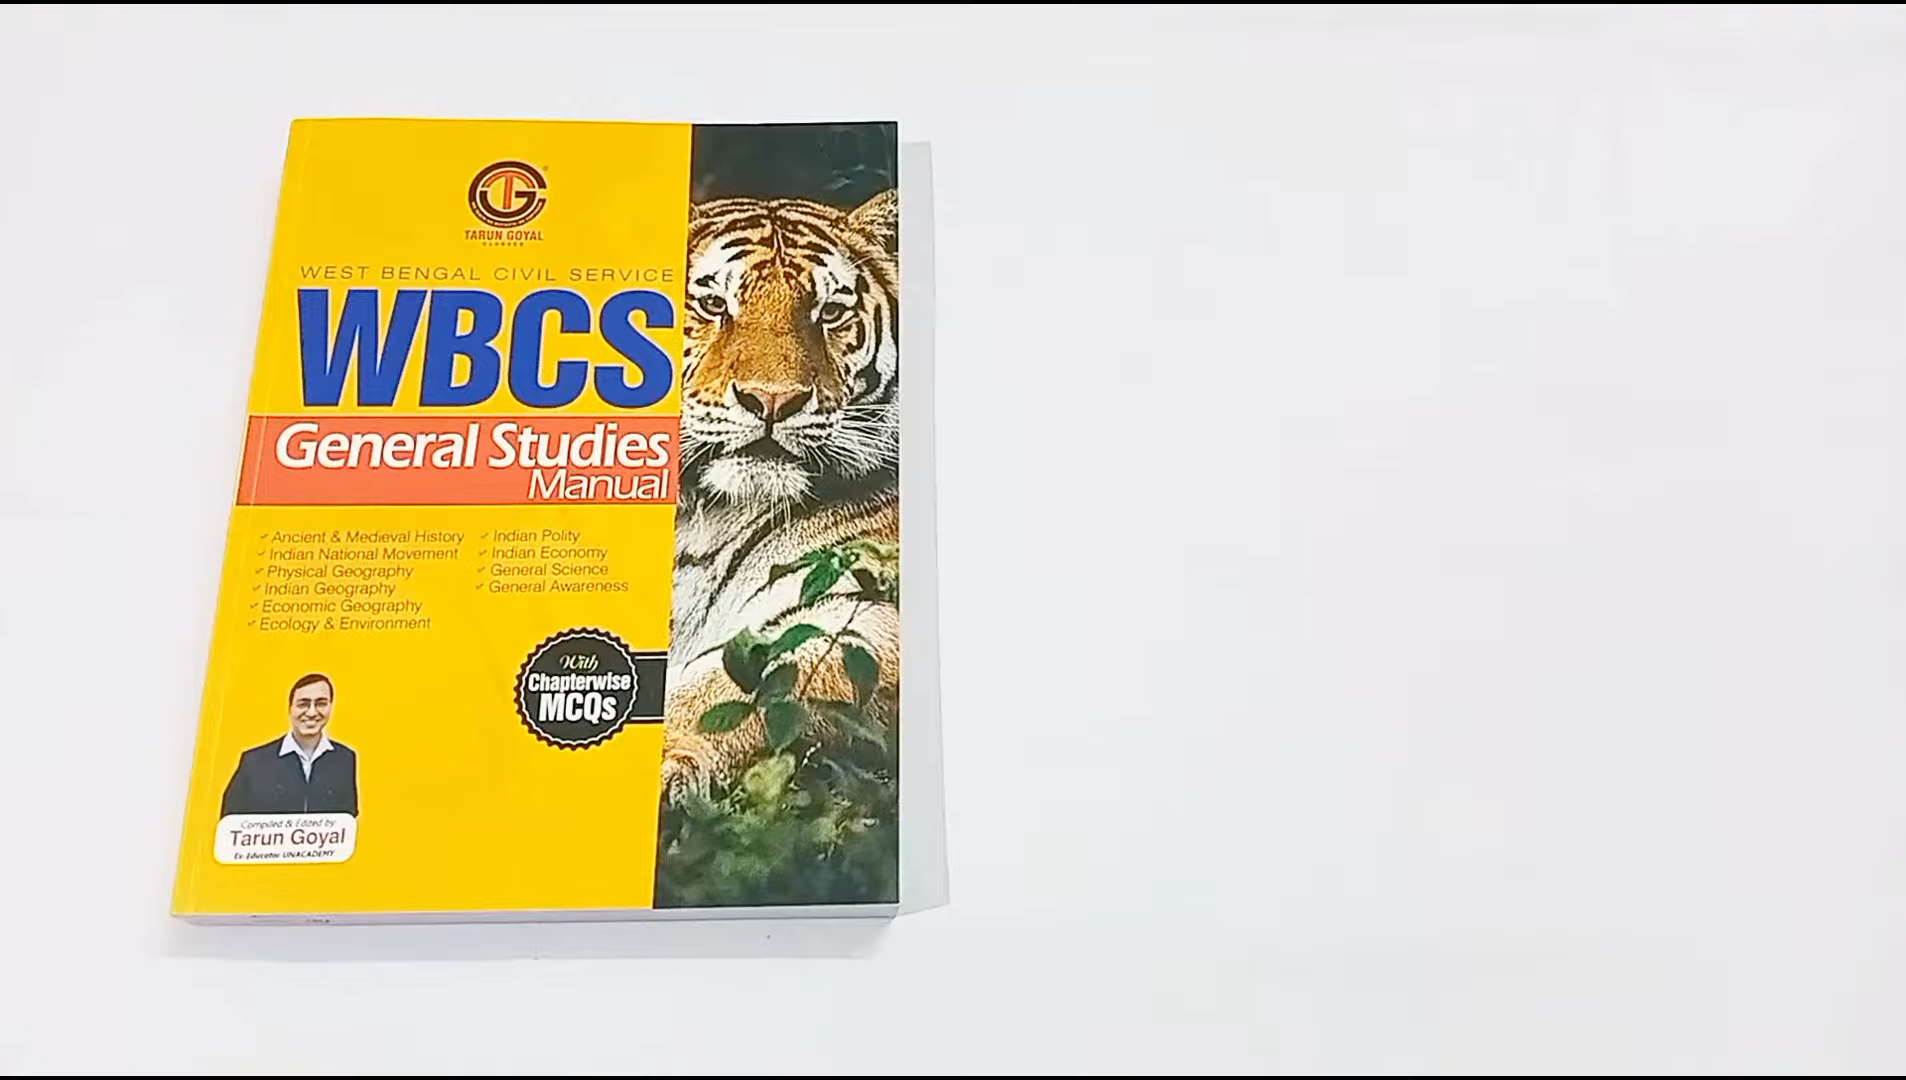 TG
TARUN GOYAL
CLASSES
WEST BENGAL CIVIL SERVICE
WBCS
General Studies
Manual
Ancient & Medieval History
Indian National Movement
Physical Geography
Indian Geography
Economic Geography
Ecology & Environment
Indian Polity
Indian Economy
General Science
General Awareness
With
Chapterwise
MCQs
Compiled & Edited by
Tarun Goyal
Ex-Educator UNACADEMY